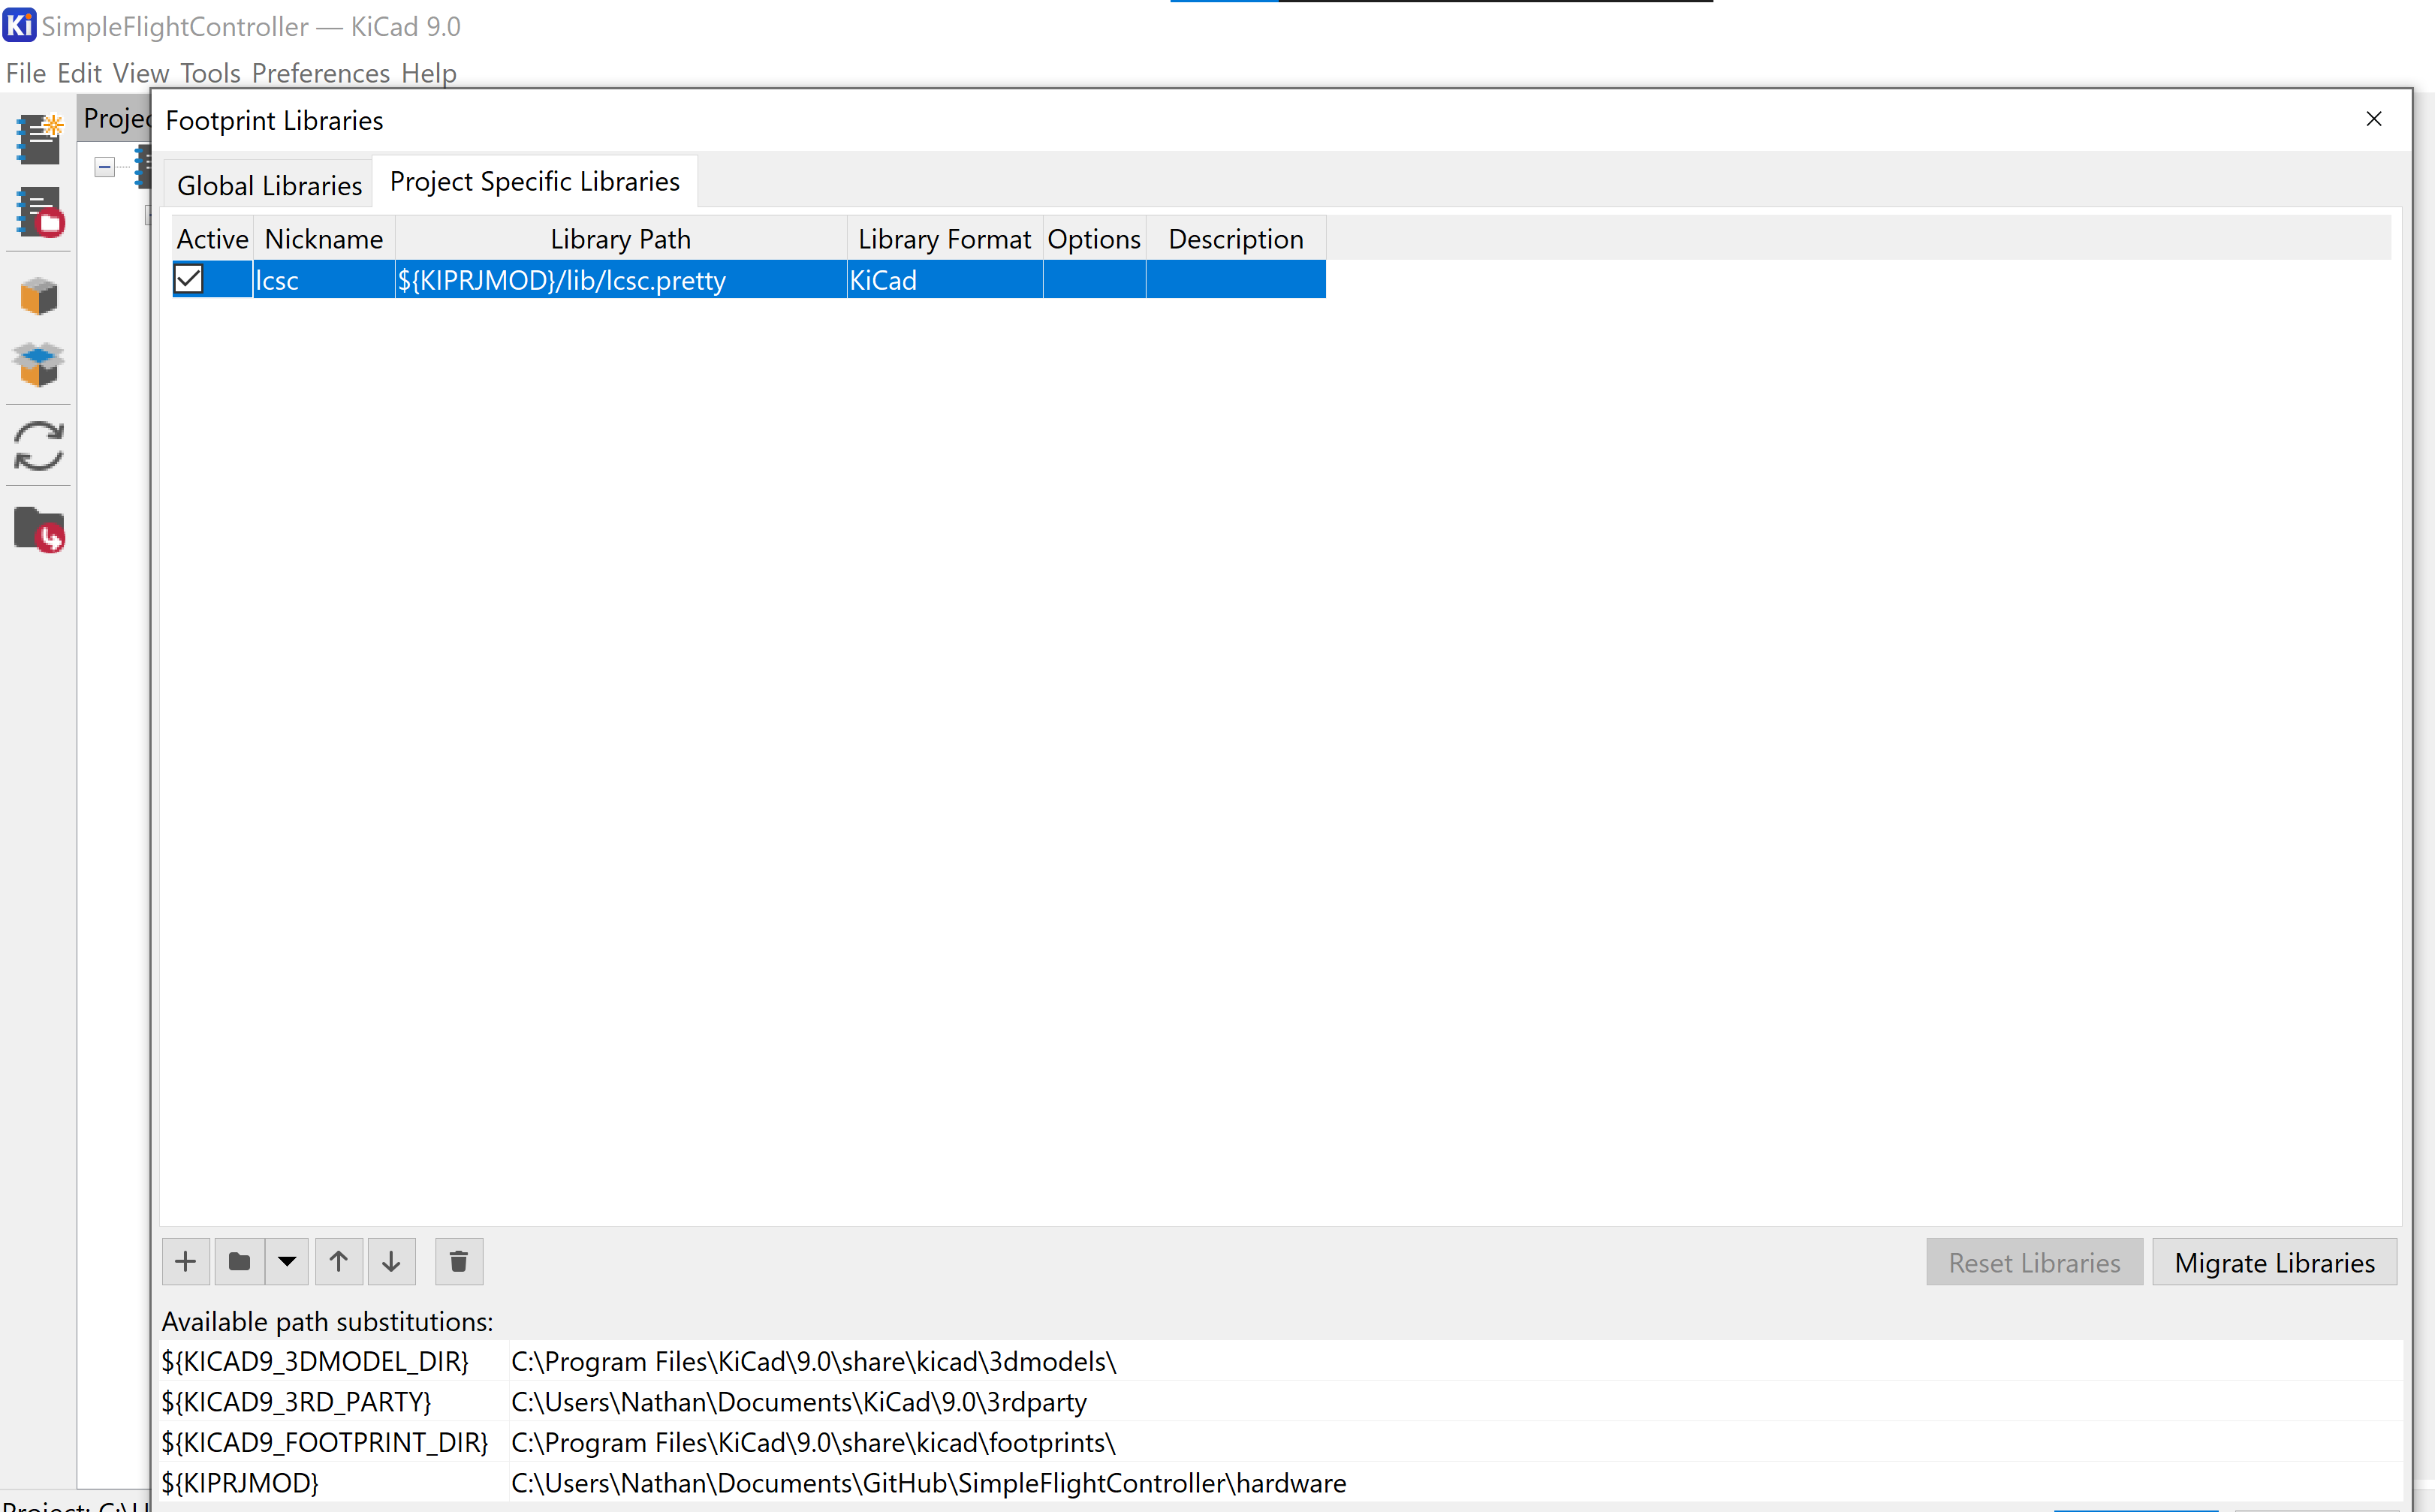 Ki SimpleFlightController — KiCad 9.0
File Edit View Tools Preferences Help
Footprint Libraries
Global Libraries Project Specific Libraries
Active Nickname Library Path Library Format Options Description
lcsc ${KIPRJMOD}/lib/lcsc.pretty KiCad
Reset Libraries Migrate Libraries
Available path substitutions:
${KICAD9_3DMODEL_DIR} C:\Program Files\KiCad\9.0\share\kicad\3dmodels\
${KICAD9_3RD_PARTY} C:\Users\Nathan\Documents\KiCad\9.0\3rdparty
${KICAD9_FOOTPRINT_DIR} C:\Program Files\KiCad\9.0\share\kicad\footprints\
${KIPRJMOD} C:\Users\Nathan\Documents\GitHub\SimpleFlightController\hardware